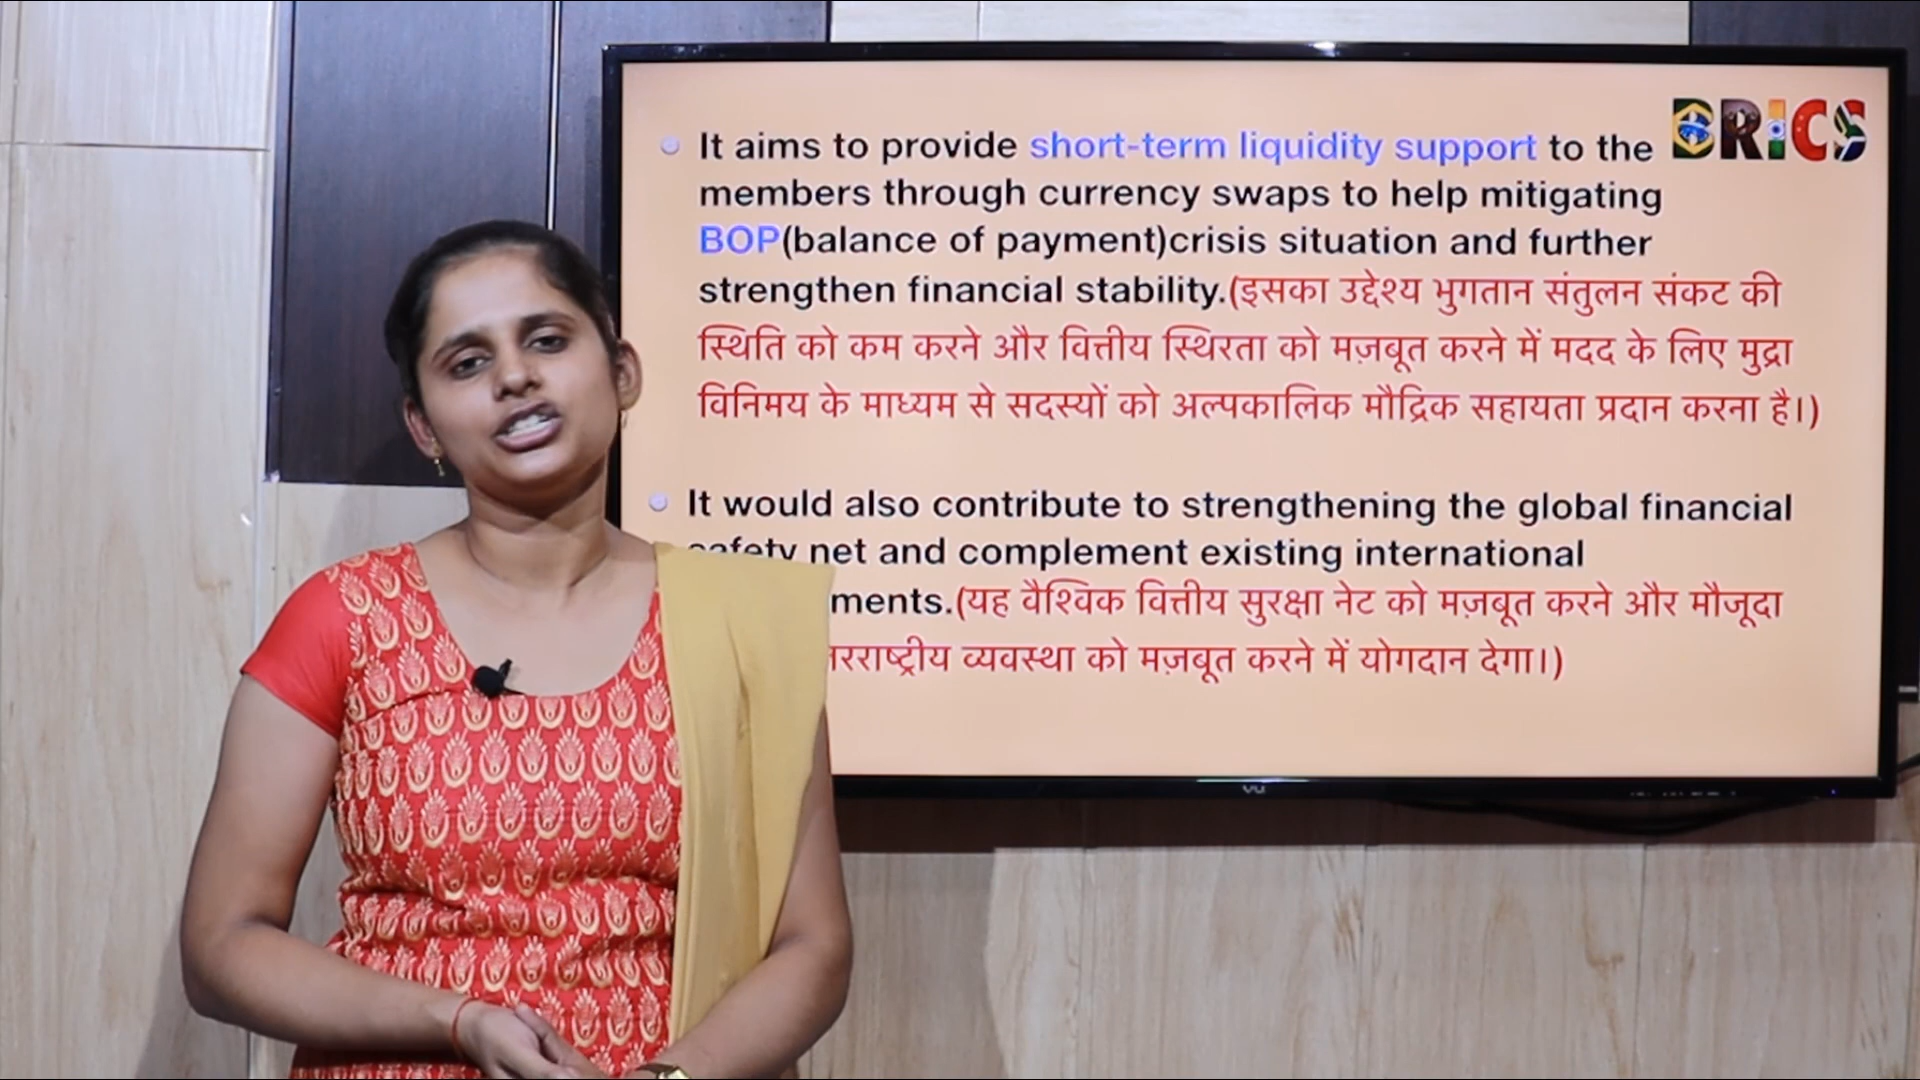 BRICS
It aims to provide short-term liquidity support to the
members through currency swaps to help mitigating
BOP(balance of payment)crisis situation and further
strengthen financial stability.(इसका उद्देश्य भुगतान संतुलन संकट की
स्थिति को कम करने और वित्तीय स्थिरता को मज़बूत करने में मदद के लिए मुद्रा
विनिमय के माध्यम से सदस्यों को अल्पकालिक मौद्रिक सहायता प्रदान करना है।)
It would also contribute to strengthening the global financial
safety net and complement existing international
ments.(यह वैश्विक वित्तीय सुरक्षा नेट को मज़बूत करने और मौजूदा
रराष्ट्रीय व्यवस्था को मज़बूत करने में योगदान देगा।)
VU